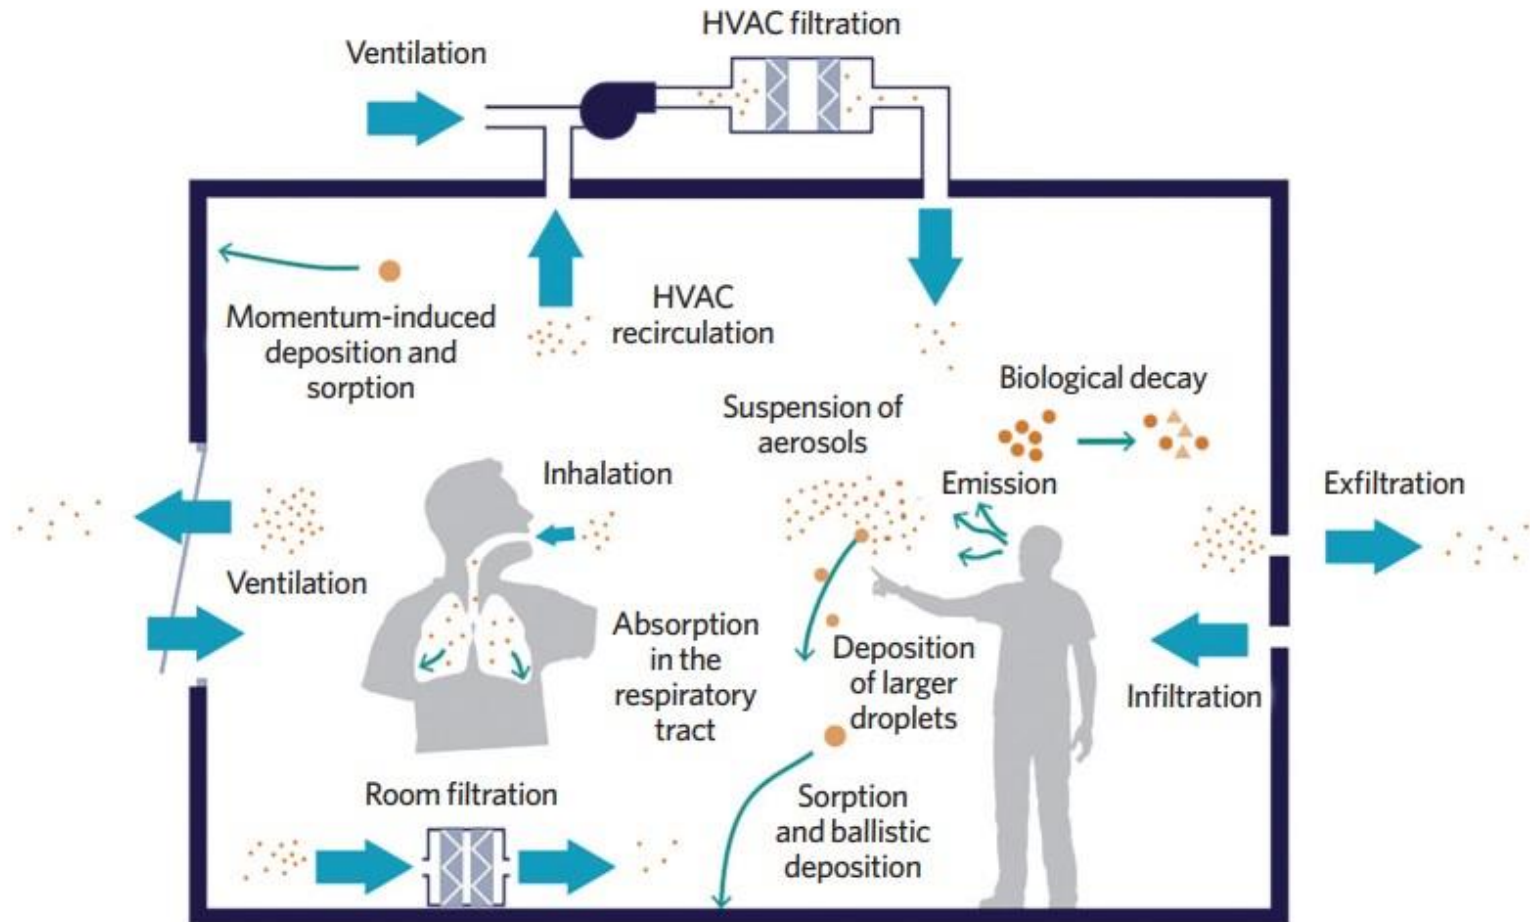 HVAC filtration
Ventilation
HVAC
recirculation
Momentum-induced
deposition and
sorption
Biological decay
Suspension of
aerosols
Inhalation
Emission
Exfiltration
Ventilation
Absorption
in the
respiratory
tract
Deposition
of larger
droplets
Infiltration
Room filtration
Sorption
and ballistic
deposition